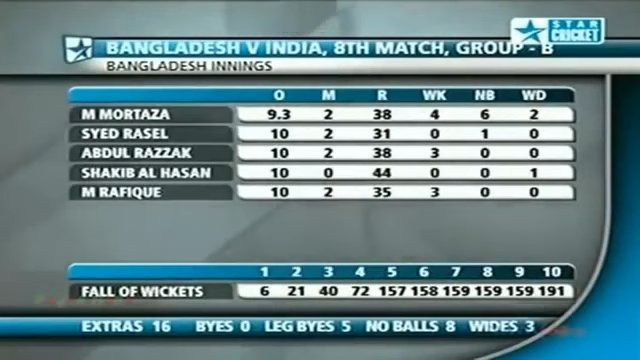 STAR CRICKET
BANGLADESH V INDIA, 8TH MATCH, GROUP - B
BANGLADESH INNINGS
O M R WK NB WD
M MORTAZA 9.3 2 38 4 6 2
SYED RASEL 10 2 31 0 1 0
ABDUL RAZZAK 10 2 38 3 0 0
SHAKIB AL HASAN 10 0 44 0 0 1
M RAFIQUE 10 2 35 3 0 0
1 2 3 4 5 6 7 8 9 10
FALL OF WICKETS 6 21 40 72 157 158 159 159 159 191
EXTRAS 16 BYES 0 LEG BYES 5 NO BALLS 8 WIDES 3